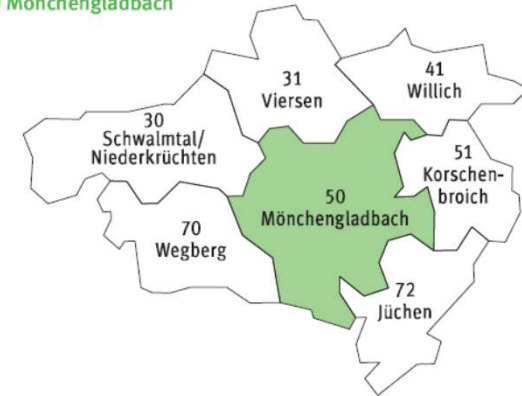 Mönchengladbach
31
Viersen
41
Willich
30
Schwalmtal/
Niederkrüchten
51
Korschen-
broich
50
Mönchengladbach
70
Wegberg
72
Jüchen